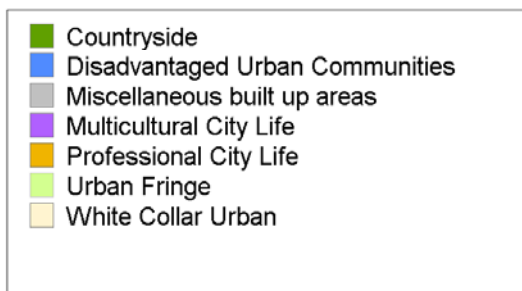 Countryside
Disadvantaged Urban Communities
Miscellaneous built up areas
Multicultural City Life
Professional City Life
Urban Fringe
White Collar Urban